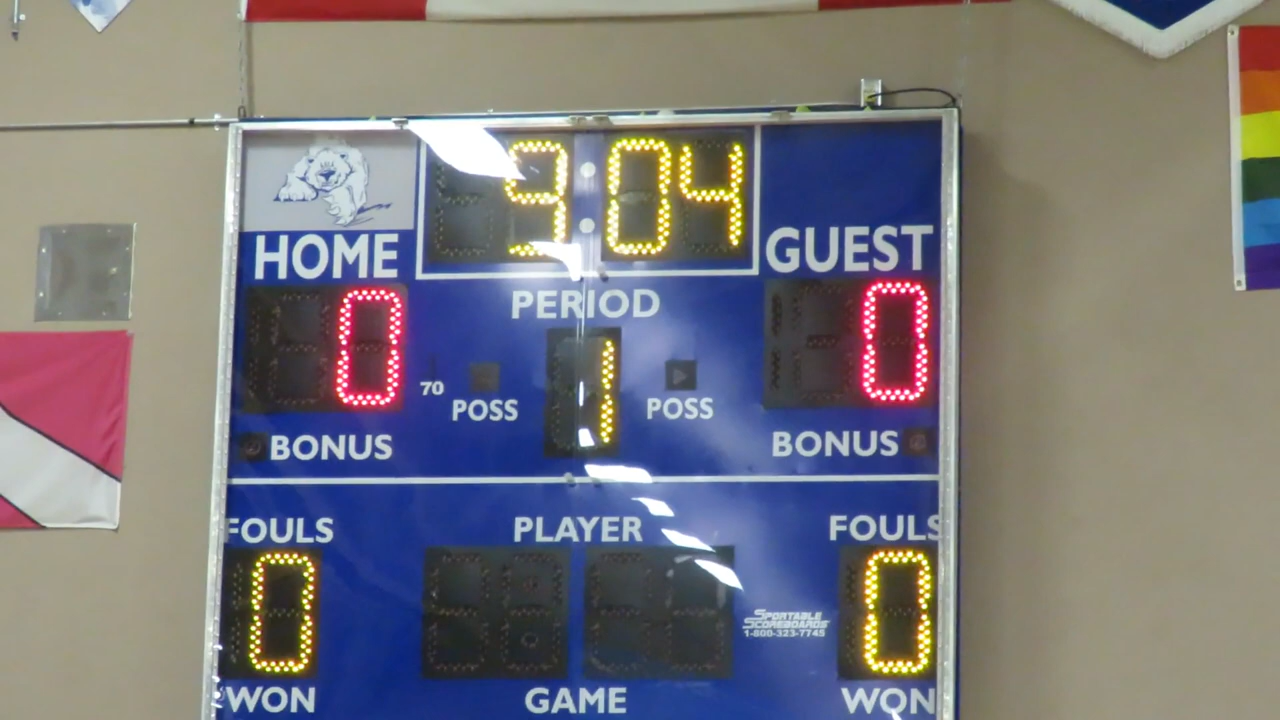 9:04
HOME GUEST
PERIOD
0 1 0
70 POSS POSS
BONUS BONUS
FOULS PLAYER FOULS
0 0
SPORTABLE
SCOREBOARDS
1-800-323-7745
WON GAME WON